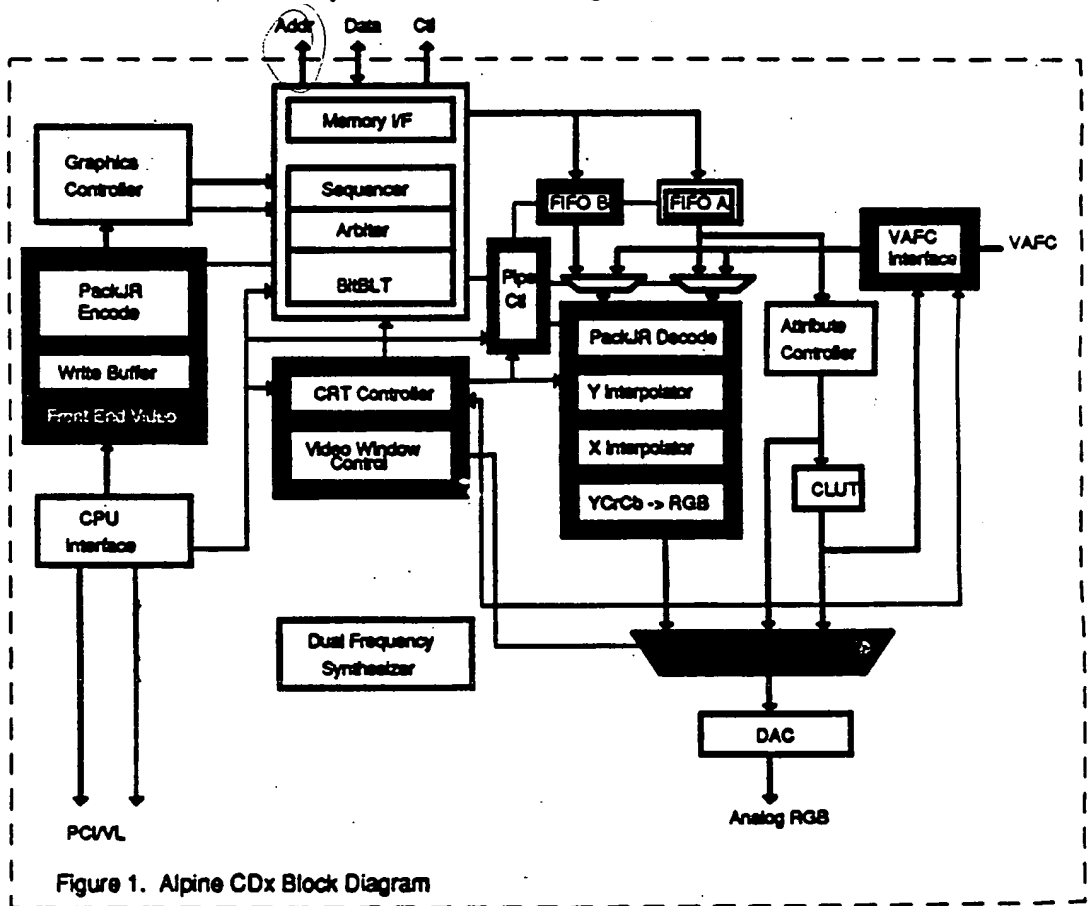 Addr Data Ctl
Memory I/F
Graphics
Controller
Sequencer
Arbiter
BitBLT
FIFO B
FIFO A
VAFC
Interface
VAFC
PackJR
Encode
Write Buffer
Front End Video
Pipe
Ctl
PackJR Decode
Y Interpolator
X Interpolator
YCrCb -> RGB
Attribute
Controller
CRT Controller
Video Window
Control
CLUT
CPU
Interface
Dual Frequency
Synthesizer
DAC
PCI/VL
Analog RGB
Figure 1. Alpine CDx Block Diagram